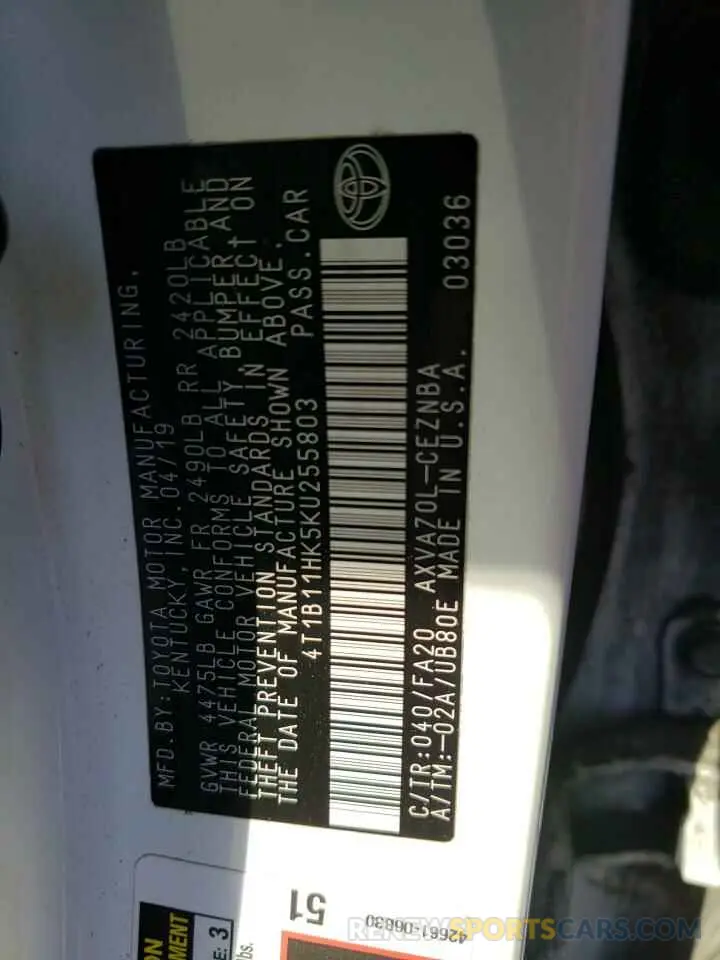 MFD.BY:TOYOTA MOTOR MANUFACTURING,
KENTUCKY, INC. 04/19
GVWR 4475LB GAWR FR 2490LB RR 2420LB
THIS VEHICLE CONFORMS TO ALL APPLICABLE
FEDERAL MOTOR VEHICLE SAFETY, BUMPER, AND
THEFT PREVENTION STANDARDS IN EFFECT ON
THE DATE OF MANUFACTURE SHOWN ABOVE.
4T1B11HK5KU255803 PASS.CAR
C/TR:040/FA20 AXVA70L-CEZNBA 03036
A/TM:-02A/UB80E MADE IN U.S.A.
51
42661-06830
lbs.
RENEWSPORTSCARS.COM